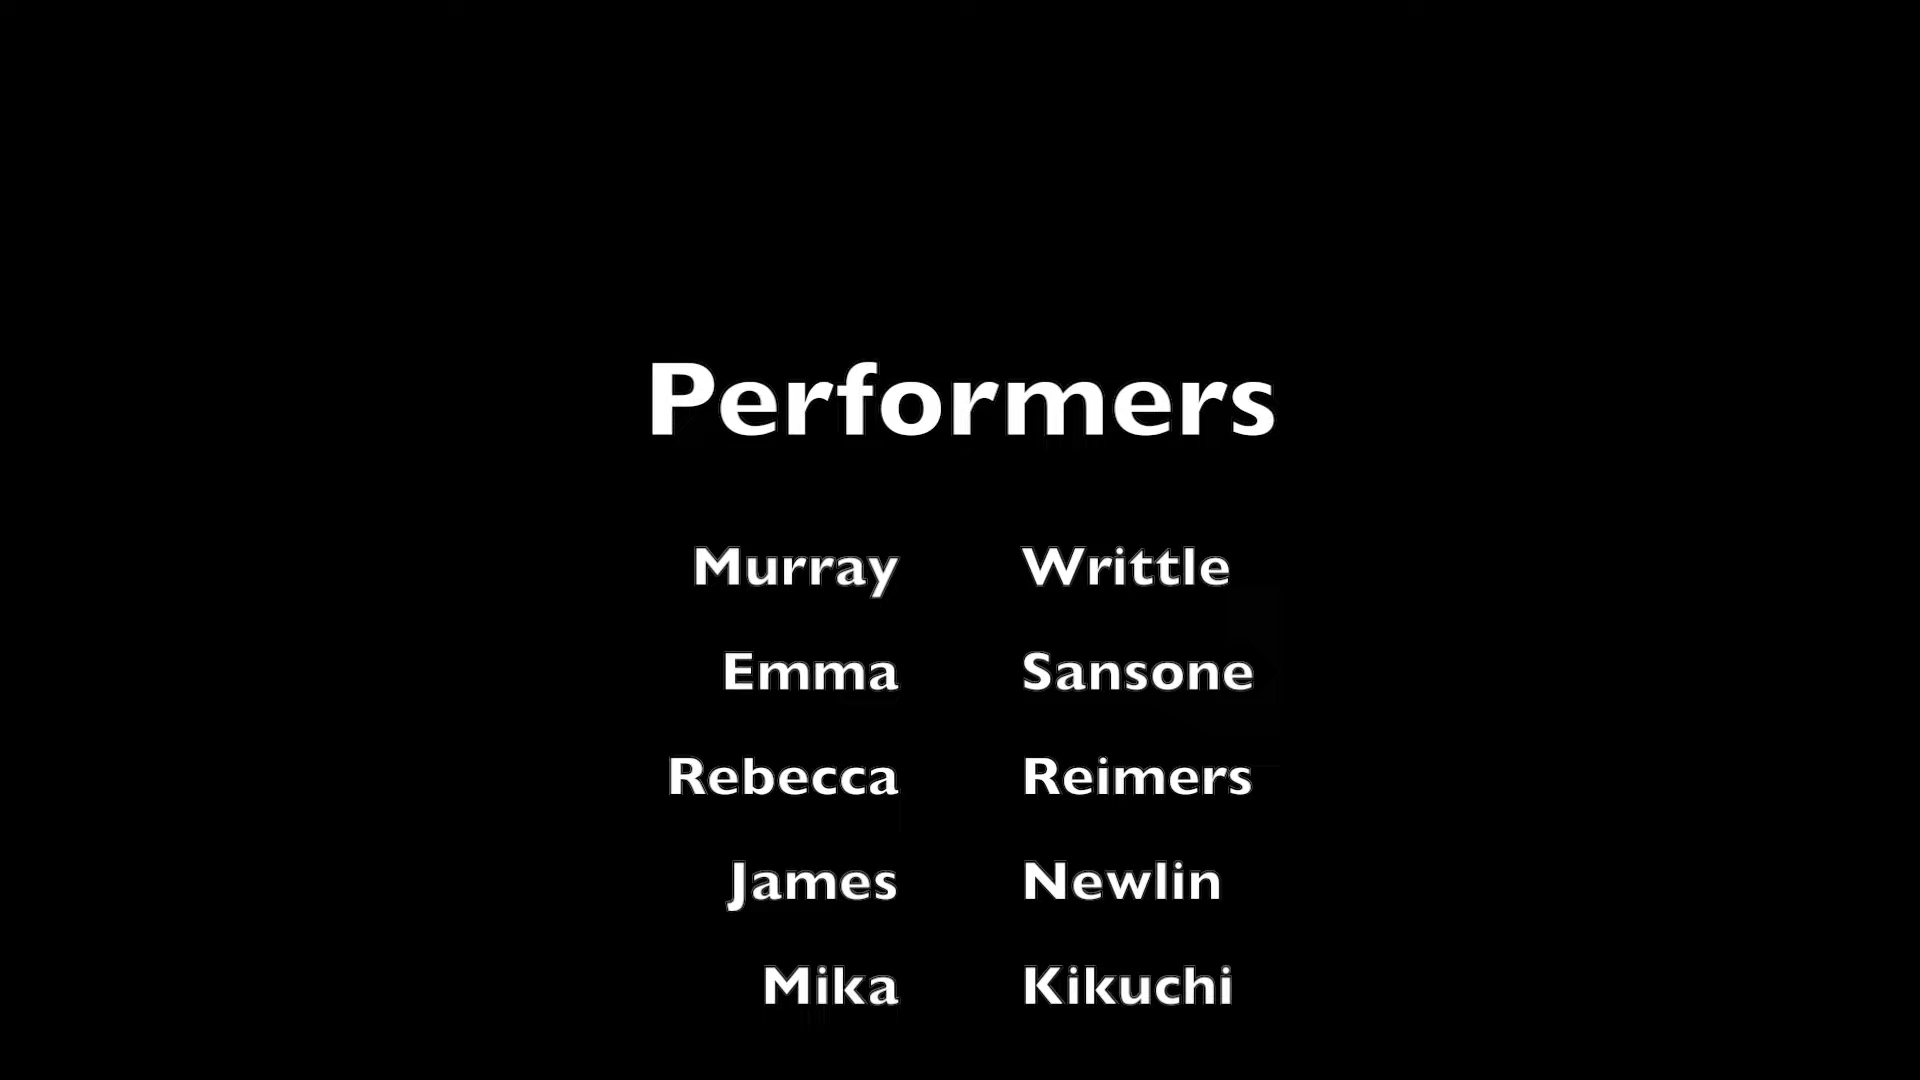 Performers
Murray Writtle
Emma Sansone
Rebecca Reimers
James Newlin
Mika Kikuchi